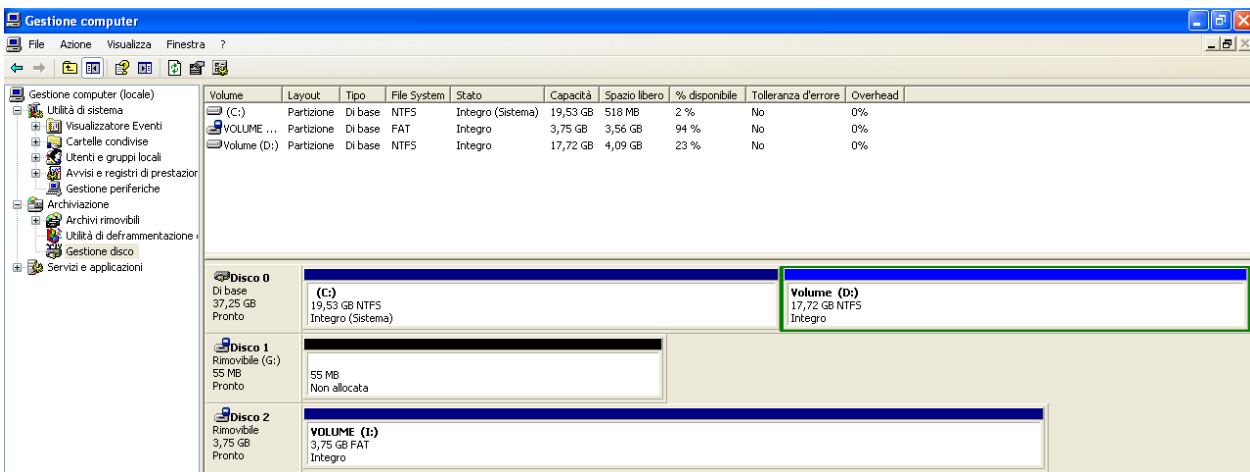 Gestione computer
File Azione Visualizza Finestra ?
Gestione computer (locale)
Utilità di sistema
Visualizzatore Eventi
Cartelle condivise
Utenti e gruppi locali
Avvisi e registri di prestazior
Gestione periferiche
Archiviazione
Archivi rimovibili
Utilità di deframmentazione
Gestione disco
Servizi e applicazioni
Volume Layout Tipo File System Stato Capacità Spazio libero % disponibile Tolleranza d'errore Overhead
(C:) Partizione Di base NTFS Integro (Sistema) 19,53 GB 518 MB 2 % No 0%
VOLUME ... Partizione Di base FAT Integro 3,75 GB 3,56 GB 94 % No 0%
Volume (D:) Partizione Di base NTFS Integro 17,72 GB 4,09 GB 23 % No 0%
Disco 0
Di base
37,25 GB
Pronto
(C:)
19,53 GB NTFS
Integro (Sistema)
Volume (D:)
17,72 GB NTFS
Integro
Disco 1
Rimovibile (G:)
55 MB
Pronto
55 MB
Non allocata
Disco 2
Rimovibile
3,75 GB
Pronto
VOLUME (I:)
3,75 GB FAT
Integro